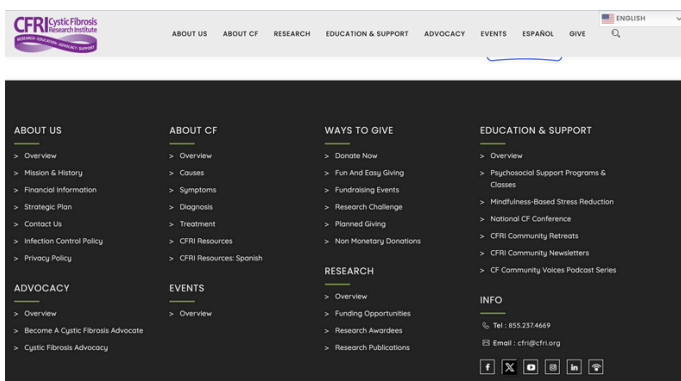 CFRI Cystic Fibrosis
Research Institute
RESEARCH · EDUCATION · ADVOCACY · SUPPORT
ABOUT US ABOUT CF RESEARCH EDUCATION & SUPPORT ADVOCACY EVENTS ESPAÑOL GIVE
ENGLISH
ABOUT US
> Overview
> Mission & History
> Financial Information
> Strategic Plan
> Contact Us
> Infection Control Policy
> Privacy Policy
ADVOCACY
> Overview
> Become A Cystic Fibrosis Advocate
> Cystic Fibrosis Advocacy
ABOUT CF
> Overview
> Causes
> Symptoms
> Diagnosis
> Treatment
> CFRI Resources
> CFRI Resources: Spanish
EVENTS
> Overview
WAYS TO GIVE
> Donate Now
> Fun And Easy Giving
> Fundraising Events
> Research Challenge
> Planned Giving
> Non Monetary Donations
RESEARCH
> Overview
> Funding Opportunities
> Research Awardees
> Research Publications
EDUCATION & SUPPORT
> Overview
> Psychosocial Support Programs &
Classes
> Mindfulness-Based Stress Reduction
> National CF Conference
> CFRI Community Retreats
> CFRI Community Newsletters
> CF Community Voices Podcast Series
INFO
Tel : 855.237.4669
Email : cfri@cfri.org